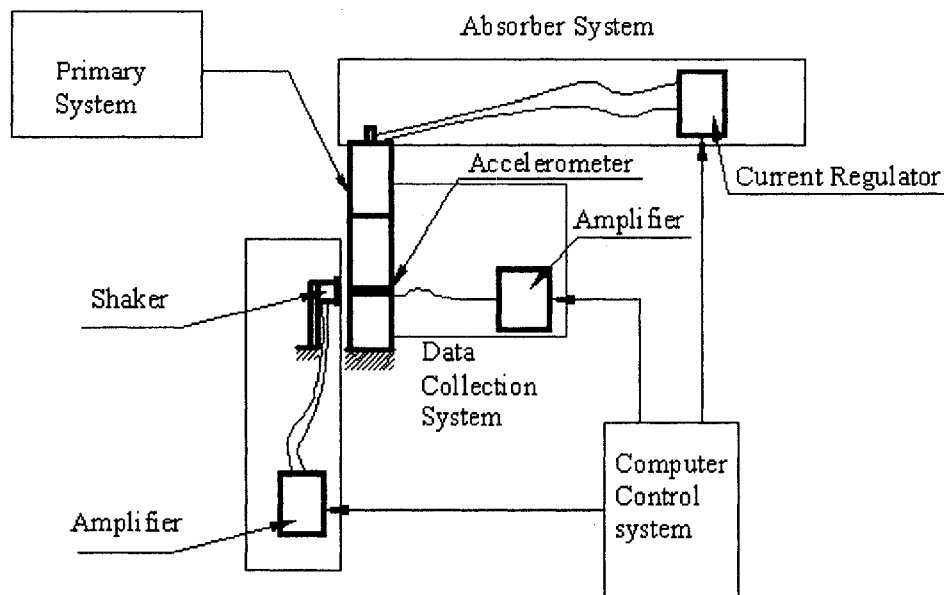 Absorber System
Primary
System
Accelerometer
Current Regulator
Amplifier
Shaker
Data
Collection
System
Computer
Control
system
Amplifier